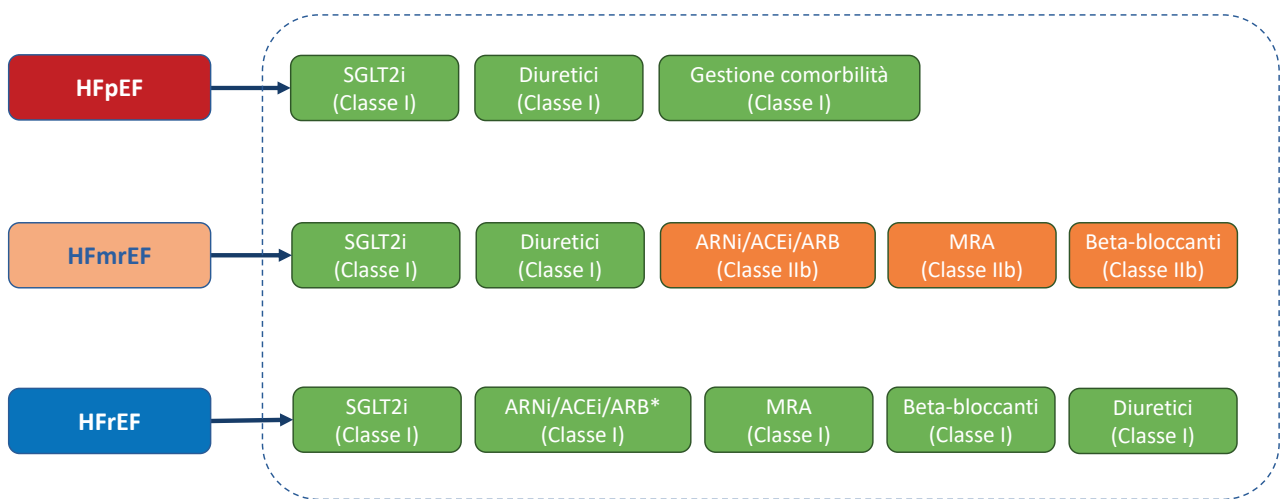 HFpEF
SGLT2i
(Classe I)
Diuretici
(Classe I)
Gestione comorbilità
(Classe I)
HFmrEF
SGLT2i
(Classe I)
Diuretici
(Classe I)
ARNi/ACEi/ARB
(Classe IIb)
MRA
(Classe IIb)
Beta-bloccanti
(Classe IIb)
HFrEF
SGLT2i
(Classe I)
ARNi/ACEi/ARB*
(Classe I)
MRA
(Classe I)
Beta-bloccanti
(Classe I)
Diuretici
(Classe I)